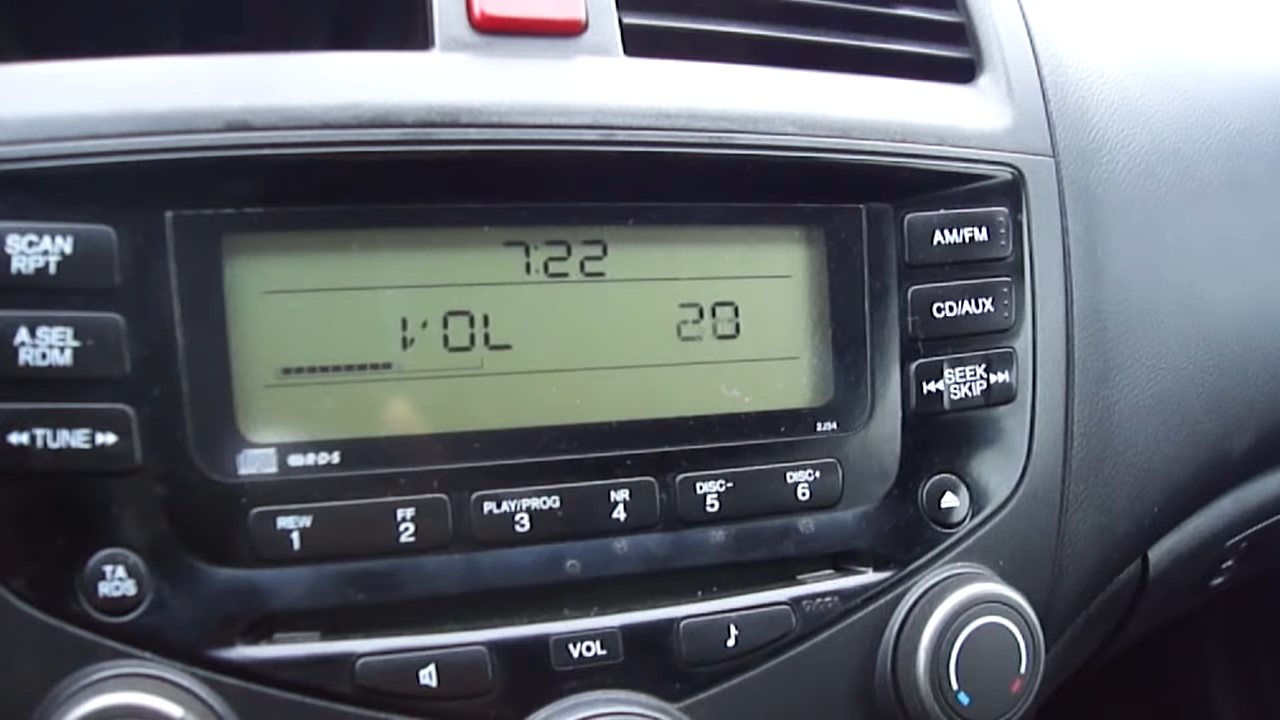 7:22
VOL 28
SCAN
RPT
A.SEL
RDM
TUNE
AM/FM
CD/AUX
SEEK
SKIP
2JS4
RDS
REW
1
FF
2
PLAY/PROG
3
NR
4
DISC-
5
DISC+
6
TA
RDS
VOL